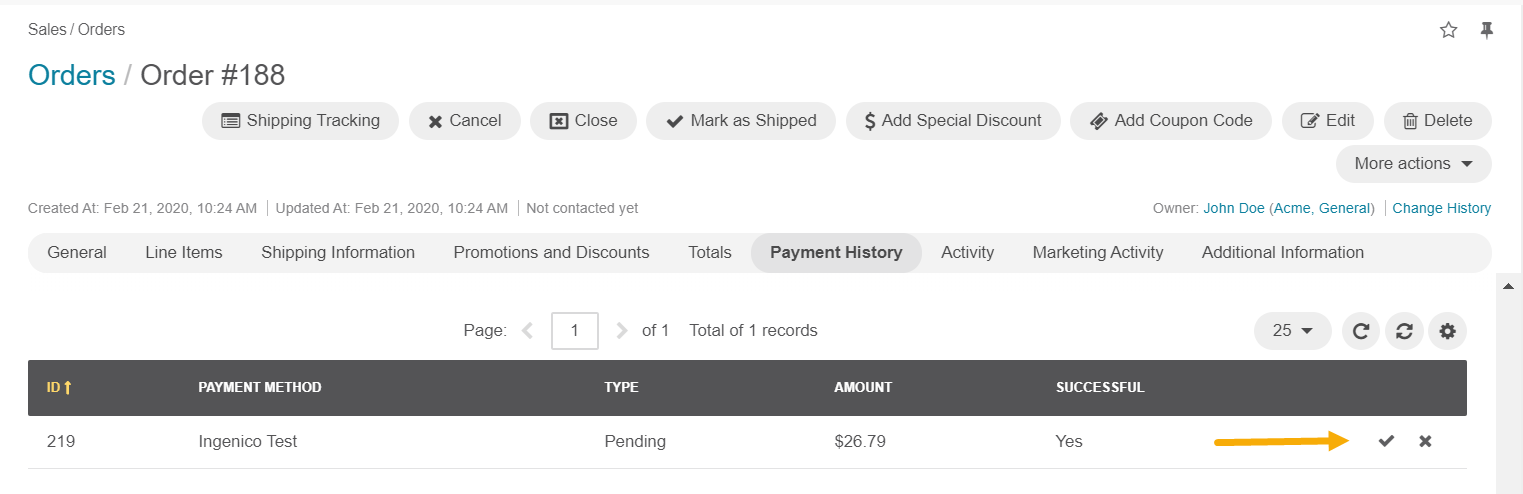 Sales / Orders
Orders / Order #188
Shipping Tracking Cancel Close Mark as Shipped $ Add Special Discount Add Coupon Code Edit Delete
More actions
Created At: Feb 21, 2020, 10:24 AM Updated At: Feb 21, 2020, 10:24 AM Not contacted yet Owner: John Doe (Acme, General) Change History
General Line Items Shipping Information Promotions and Discounts Totals Payment History Activity Marketing Activity Additional Information
Page: 1 of 1 Total of 1 records 25
ID PAYMENT METHOD TYPE AMOUNT SUCCESSFUL
219 Ingenico Test Pending $26.79 Yes